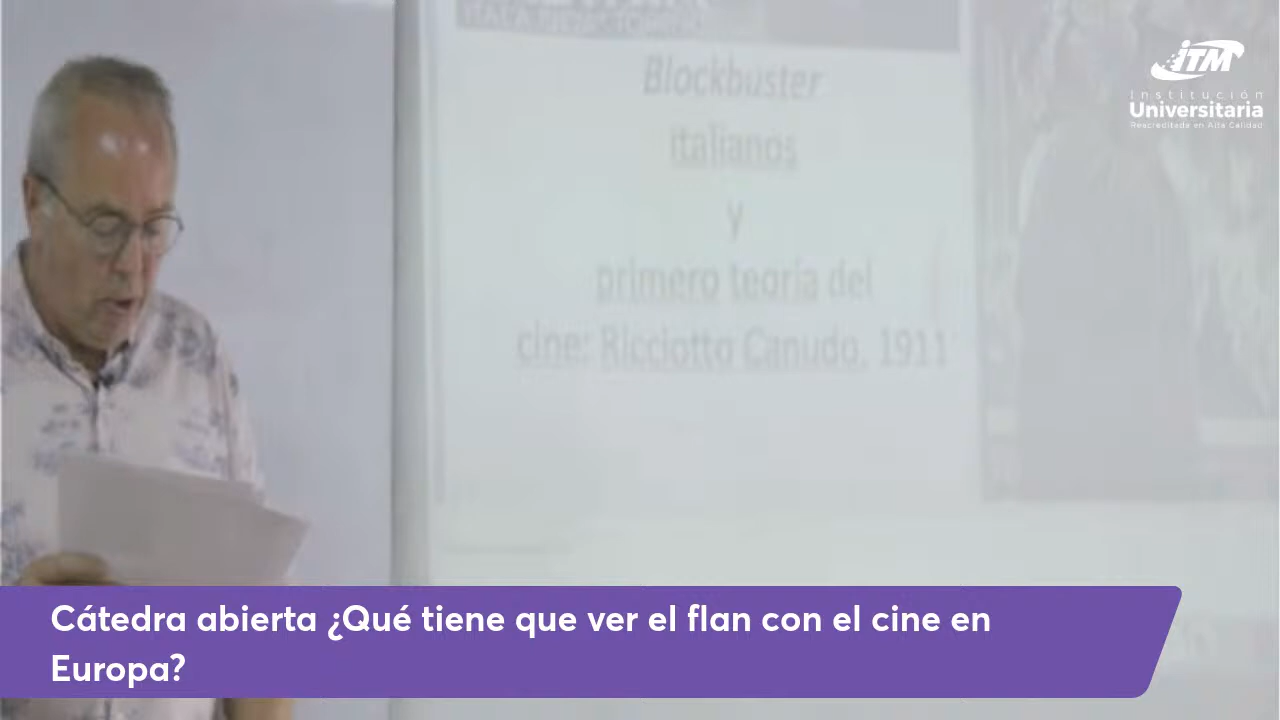 Blockbuster
italianos
y
primero teoría del
cine: Ricciotto Canudo, 1911
iTM
Institución
Universitaria
Reacreditada en Alta Calidad
Cátedra abierta ¿Qué tiene que ver el flan con el cine en
Europa?